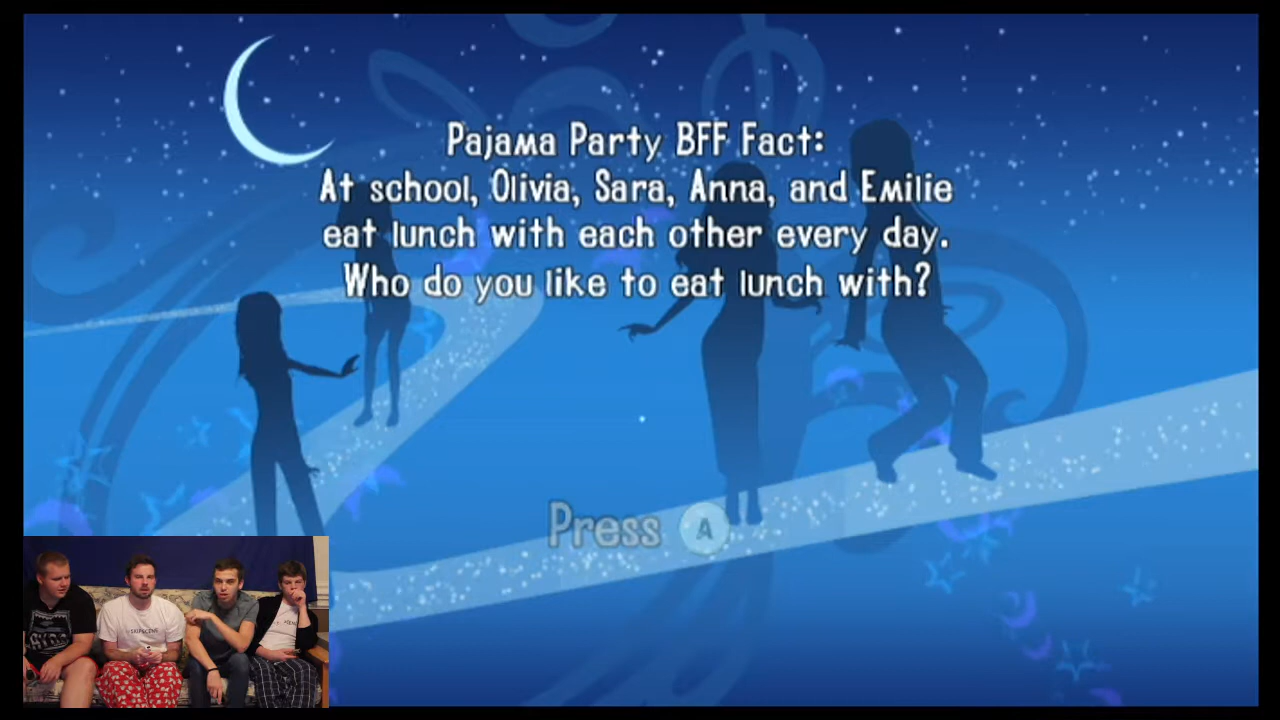 Pajama Party BFF Fact:
At school, Olivia, Sara, Anna, and Emilie
eat lunch with each other every day.
Who do you like to eat lunch with?
Press A